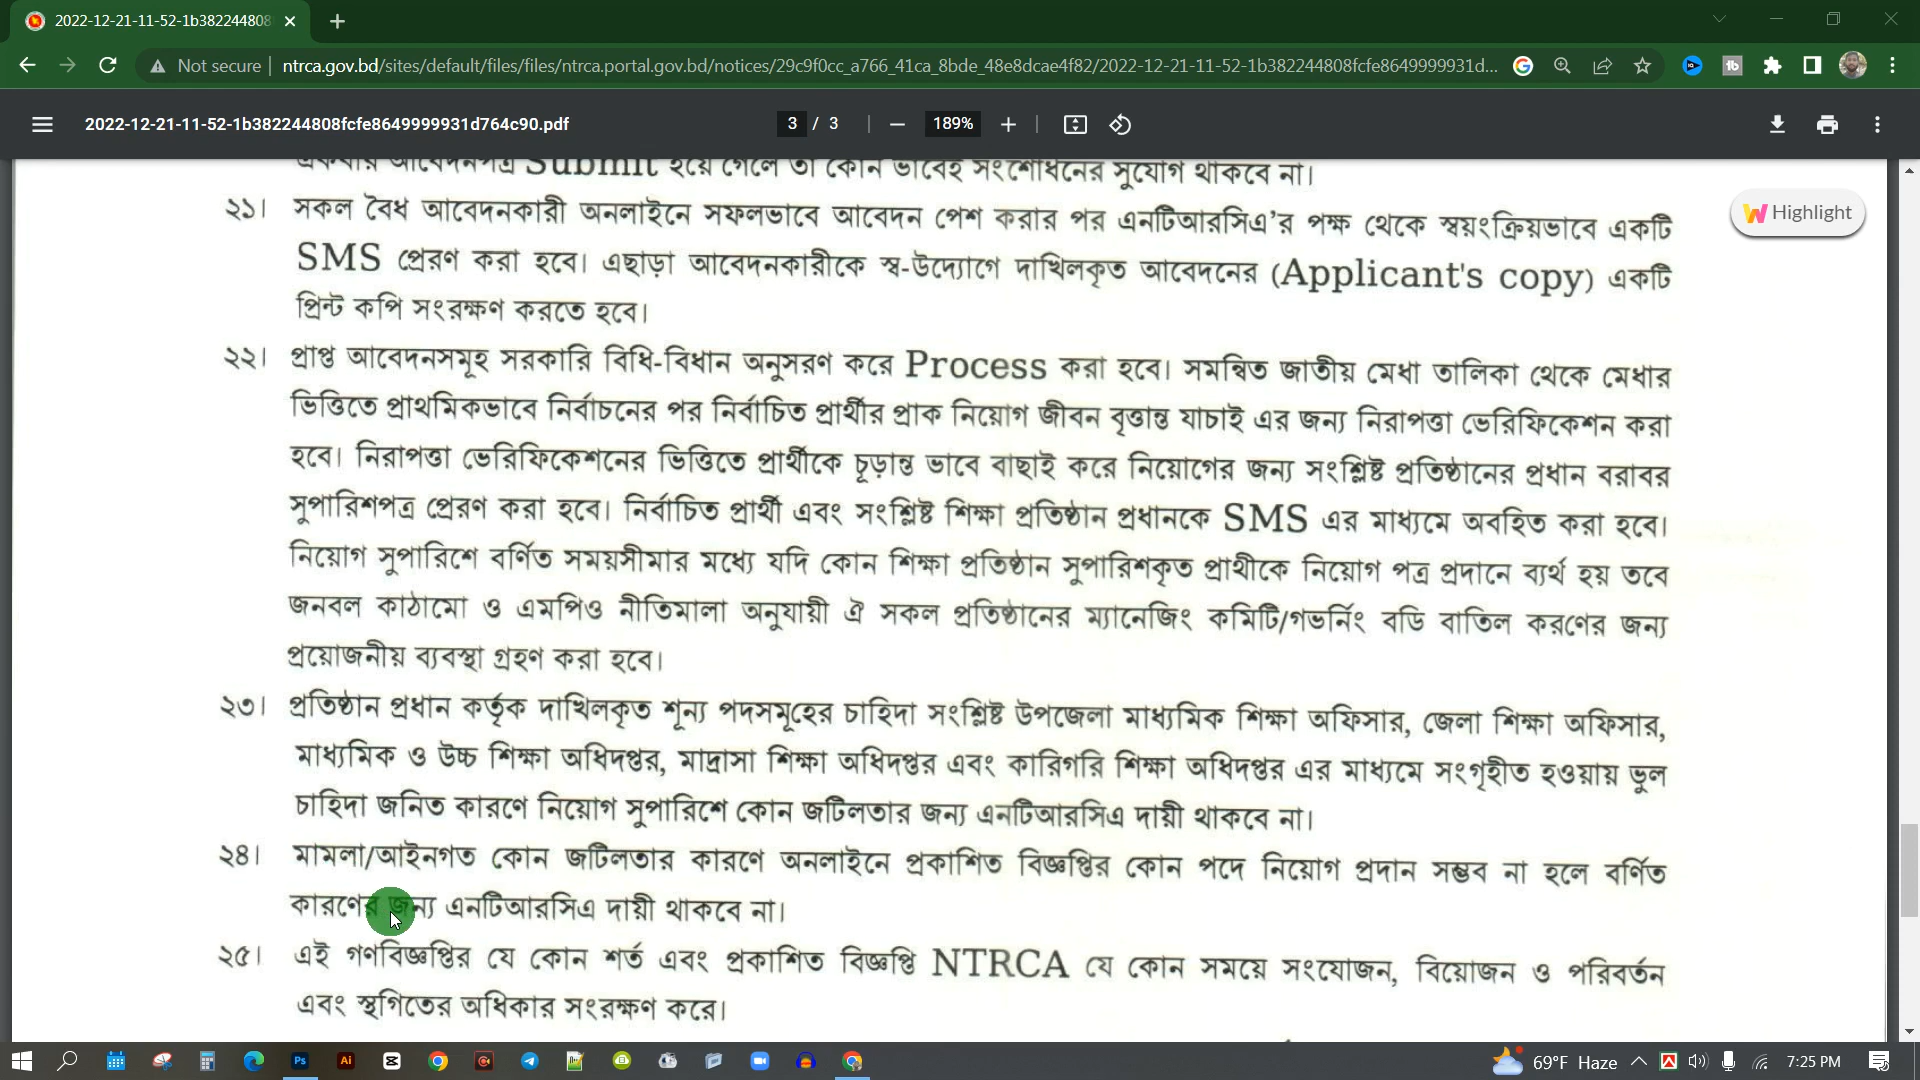 2022-12-21-11-52-1b382244808
Not secure | ntrca.gov.bd/sites/default/files/files/ntrca.portal.gov.bd/notices/29c9f0cc_a766_41ca_8bde_48e8dcae4f82/2022-12-21-11-52-1b382244808fcfe8649999931d...
2022-12-21-11-52-1b382244808fcfe8649999931d764c90.pdf 3 / 3 189%
একবার আবেদনপত্র Submit হয়ে গেলে তা কোন ভাবেই সংশোধনের সুযোগ থাকবে না।
Highlight
২১। সকল বৈধ আবেদনকারী অনলাইনে সফলভাবে আবেদন পেশ করার পর এনটিআরসিএ’র পক্ষ থেকে স্বয়ংক্রিয়ভাবে একটি
SMS প্রেরণ করা হবে। এছাড়া আবেদনকারীকে স্ব-উদ্যোগে দাখিলকৃত আবেদনের (Applicant's copy) একটি
প্রিন্ট কপি সংরক্ষণ করতে হবে।
২২। প্রাপ্ত আবেদনসমূহ সরকারি বিধি-বিধান অনুসরণ করে Process করা হবে। সমন্বিত জাতীয় মেধা তালিকা থেকে মেধার
ভিত্তিতে প্রাথমিকভাবে নির্বাচনের পর নির্বাচিত প্রার্থীর প্রাক নিয়োগ জীবন বৃত্তান্ত যাচাই এর জন্য নিরাপত্তা ভেরিফিকেশন করা
হবে। নিরাপত্তা ভেরিফিকেশনের ভিত্তিতে প্রার্থীকে চূড়ান্ত ভাবে বাছাই করে নিয়োগের জন্য সংশ্লিষ্ট প্রতিষ্ঠানের প্রধান বরাবর
সুপারিশপত্র প্রেরণ করা হবে। নির্বাচিত প্রার্থী এবং সংশ্লিষ্ট শিক্ষা প্রতিষ্ঠান প্রধানকে SMS এর মাধ্যমে অবহিত করা হবে।
নিয়োগ সুপারিশে বর্ণিত সময়সীমার মধ্যে যদি কোন শিক্ষা প্রতিষ্ঠান সুপারিশকৃত প্রার্থীকে নিয়োগ পত্র প্রদানে ব্যর্থ হয় তবে
জনবল কাঠামো ও এমপিও নীতিমালা অনুযায়ী ঐ সকল প্রতিষ্ঠানের ম্যানেজিং কমিটি/গভর্নিং বডি বাতিল করণের জন্য
প্রয়োজনীয় ব্যবস্থা গ্রহণ করা হবে।
২৩। প্রতিষ্ঠান প্রধান কর্তৃক দাখিলকৃত শূন্য পদসমূহের চাহিদা সংশ্লিষ্ট উপজেলা মাধ্যমিক শিক্ষা অফিসার, জেলা শিক্ষা অফিসার,
মাধ্যমিক ও উচ্চ শিক্ষা অধিদপ্তর, মাদ্রাসা শিক্ষা অধিদপ্তর এবং কারিগরি শিক্ষা অধিদপ্তর এর মাধ্যমে সংগৃহীত হওয়ায় ভুল
চাহিদা জনিত কারণে নিয়োগ সুপারিশে কোন জটিলতার জন্য এনটিআরসিএ দায়ী থাকবে না।
২৪। মামলা/আইনগত কোন জটিলতার কারণে অনলাইনে প্রকাশিত বিজ্ঞপ্তির কোন পদে নিয়োগ প্রদান সম্ভব না হলে বর্ণিত
কারণের জন্য এনটিআরসিএ দায়ী থাকবে না।
২৫। এই গণবিজ্ঞপ্তির যে কোন শর্ত এবং প্রকাশিত বিজ্ঞপ্তি NTRCA যে কোন সময়ে সংযোজন, বিয়োজন ও পরিবর্তন
এবং স্থগিতের অধিকার সংরক্ষণ করে।
69°F Haze 7:25 PM